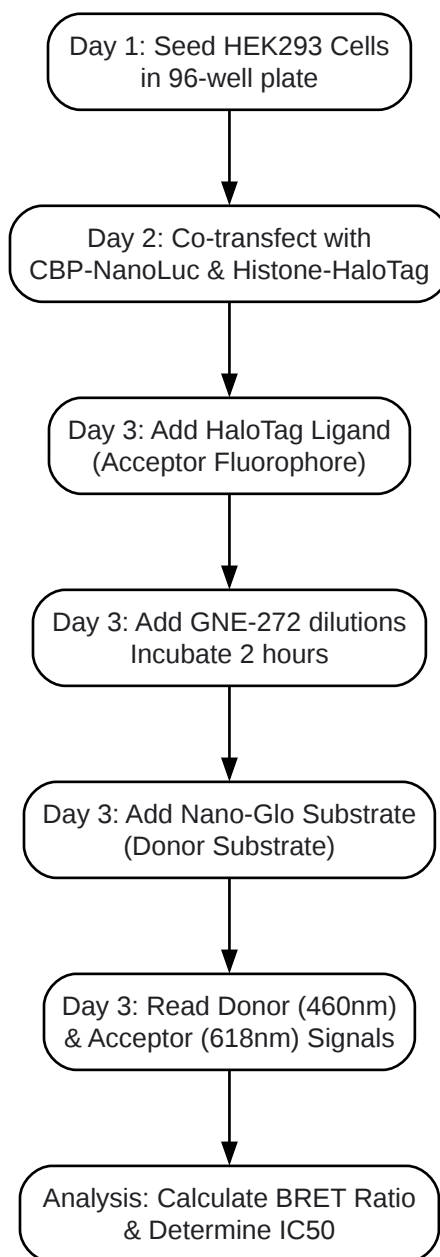 Day 1: Seed HEK293 Cells
in 96-well plate
Day 2: Co-transfect with
CBP-NanoLuc & Histone-HaloTag
Day 3: Add HaloTag Ligand
(Acceptor Fluorophore)
Day 3: Add GNE-272 dilutions
Incubate 2 hours
Day 3: Add Nano-Glo Substrate
(Donor Substrate)
Day 3: Read Donor (460nm)
& Acceptor (618nm) Signals
Analysis: Calculate BRET Ratio
& Determine IC50